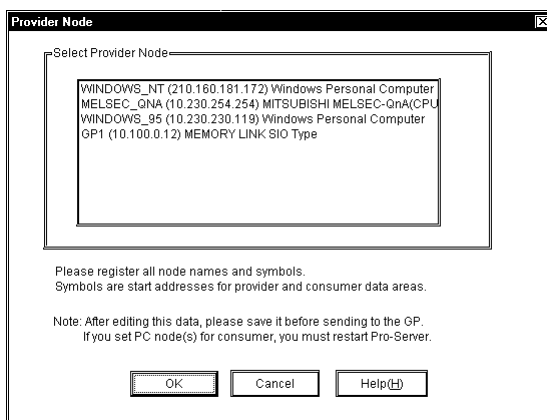 Provider Node
Select Provider Node
WINDOWS_NT (210.160.181.172) Windows Personal Computer
MELSEC_QNA (10.230.254.254) MITSUBISHI MELSEC-QnA(CPU
WINDOWS_95 (10.230.230.119) Windows Personal Computer
GP1 (10.100.0.12) MEMORY LINK SIO Type
Please register all node names and symbols.
Symbols are start addresses for provider and consumer data areas.
Note: After editing this data, please save it before sending to the GP.
If you set PC node(s) for consumer, you must restart Pro-Server.
OK Cancel Help(H)